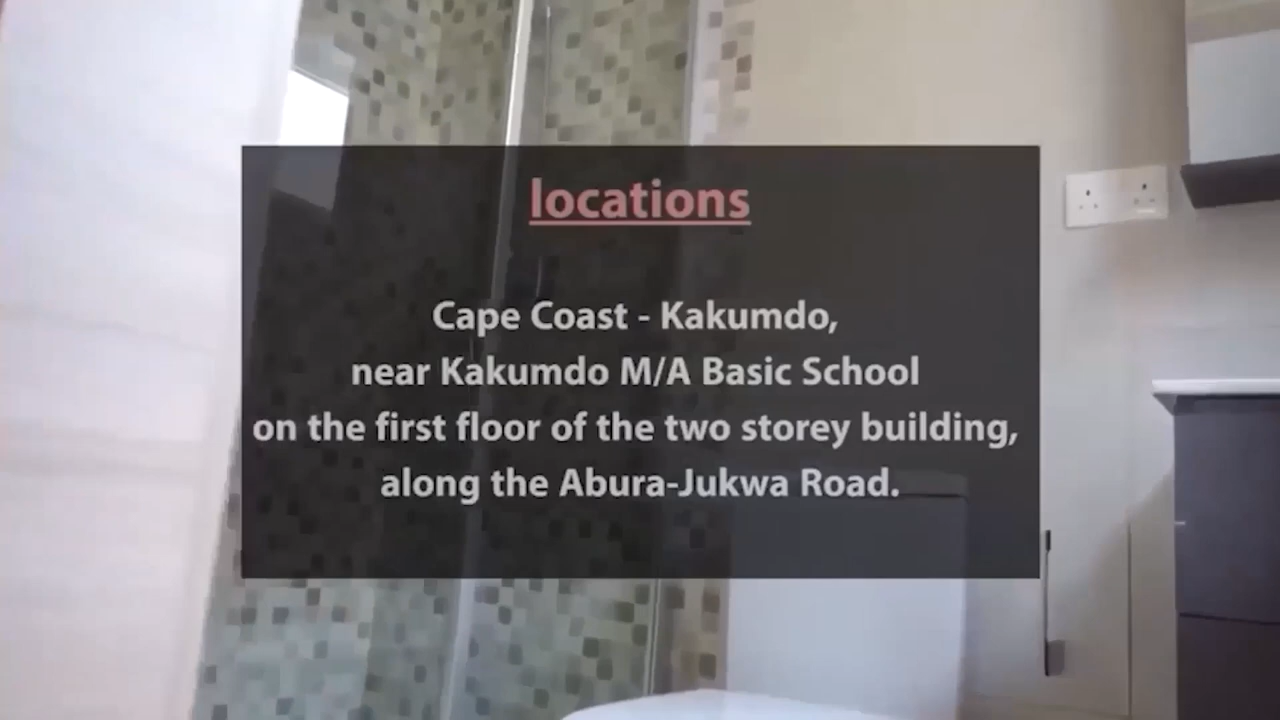 locations
Cape Coast - Kakumdo,
near Kakumdo M/A Basic School
on the first floor of the two storey building,
along the Abura-Jukwa Road.